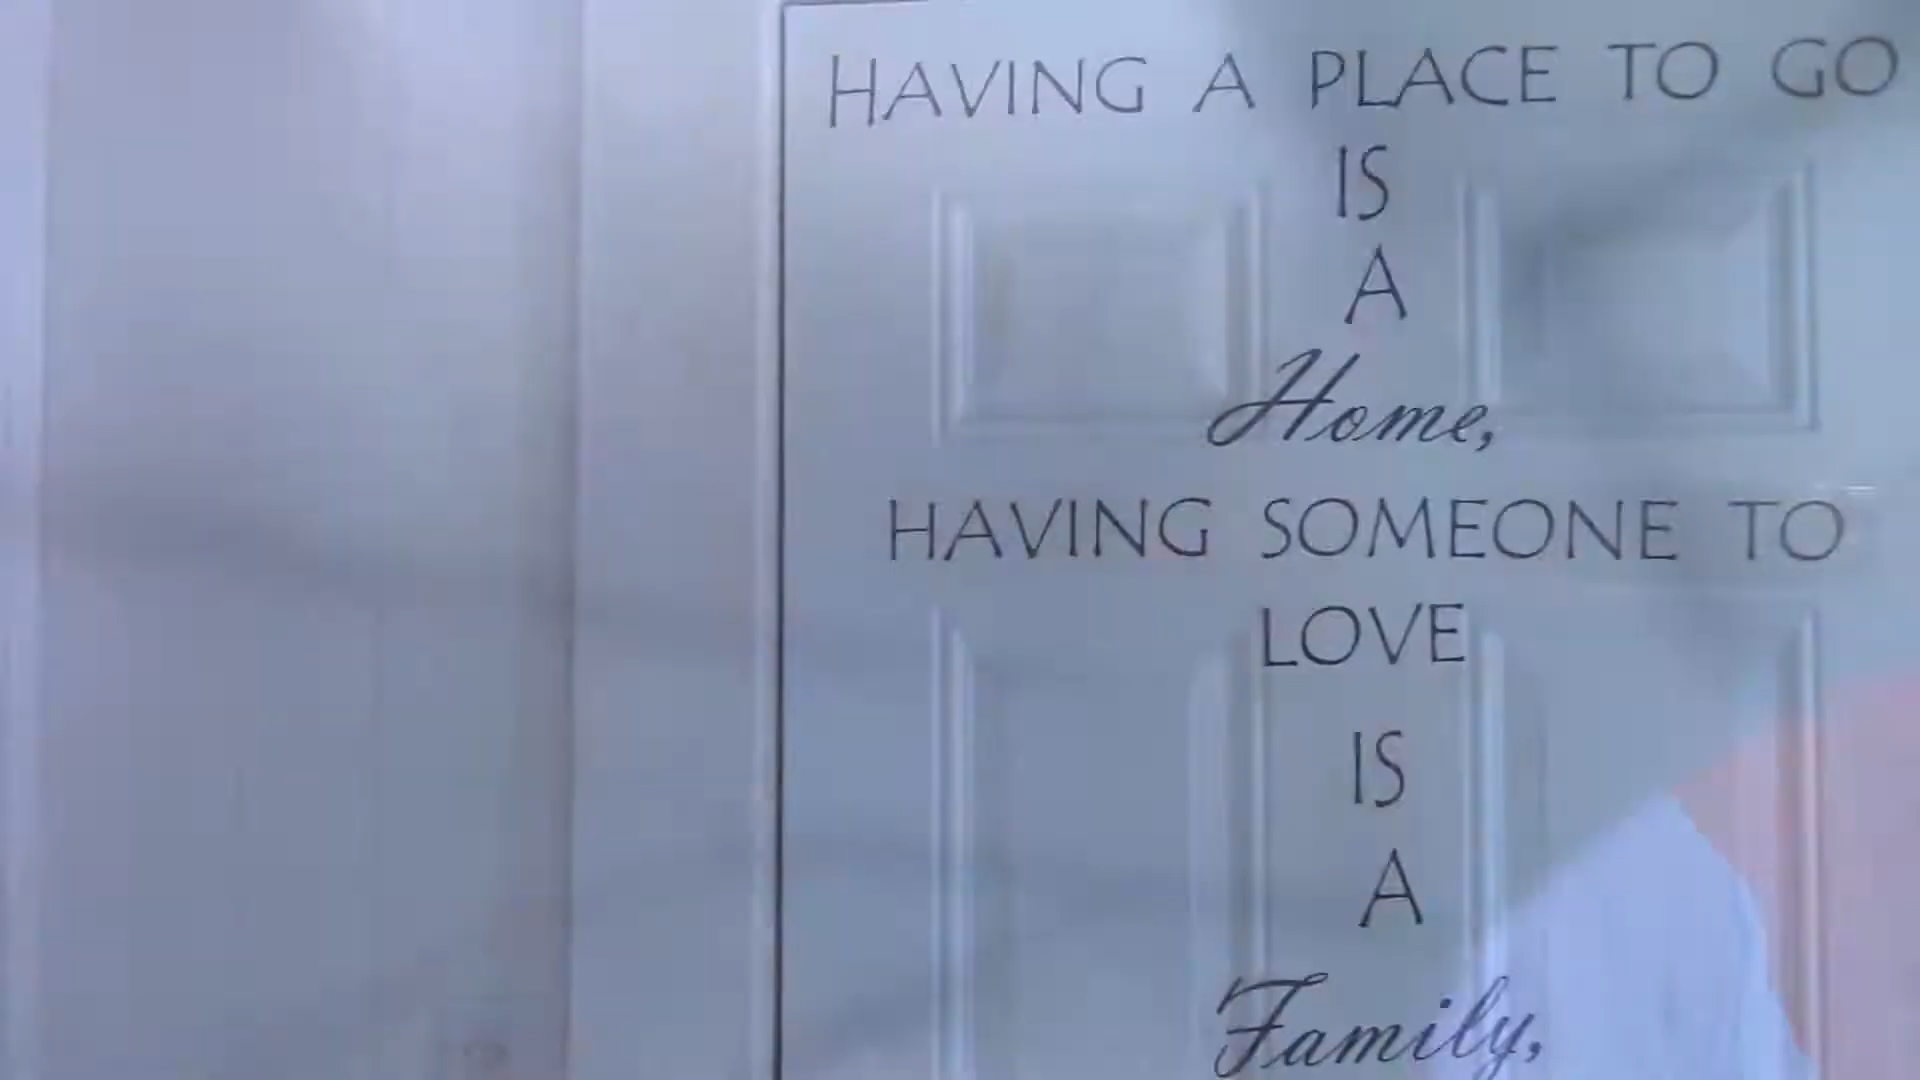 HAVING A PLACE TO GO
IS
A
Home,
HAVING SOMEONE TO
LOVE
IS
A
Family,